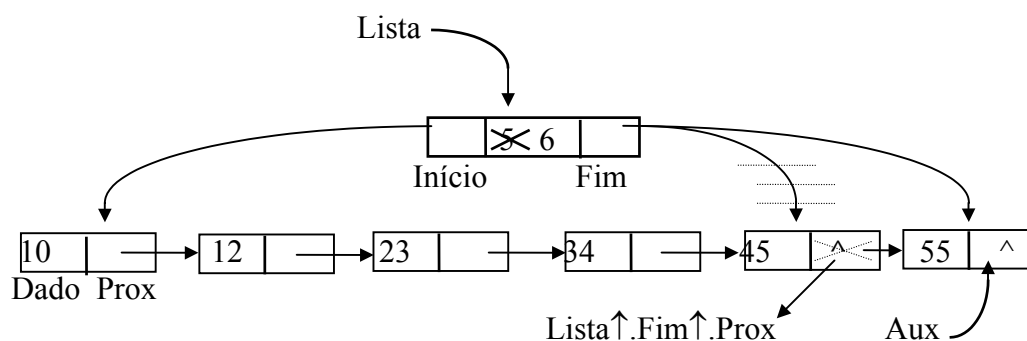 Lista
5 6
Início Fim
10 12 23 34 45 ^ 55 ^
Dado Prox
Lista↑.Fim↑.Prox Aux